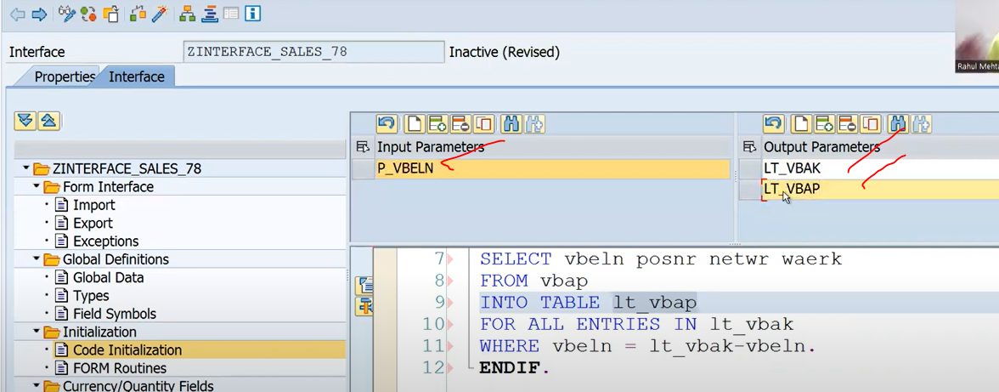 Interface ZINTERFACE_SALES_78 Inactive (Revised)
Rahul Mehta
Properties Interface
ZINTERFACE_SALES_78
Form Interface
Import
Export
Exceptions
Global Definitions
Global Data
Types
Field Symbols
Initialization
Code Initialization
FORM Routines
Currency/Quantity Fields
Input Parameters
P_VBELN
Output Parameters
LT_VBAK
LT_VBAP
7 SELECT vbeln posnr netwr waerk
8 FROM vbap
9 INTO TABLE lt_vbap
10 FOR ALL ENTRIES IN lt_vbak
11 WHERE vbeln = lt_vbak-vbeln.
12 ENDIF.